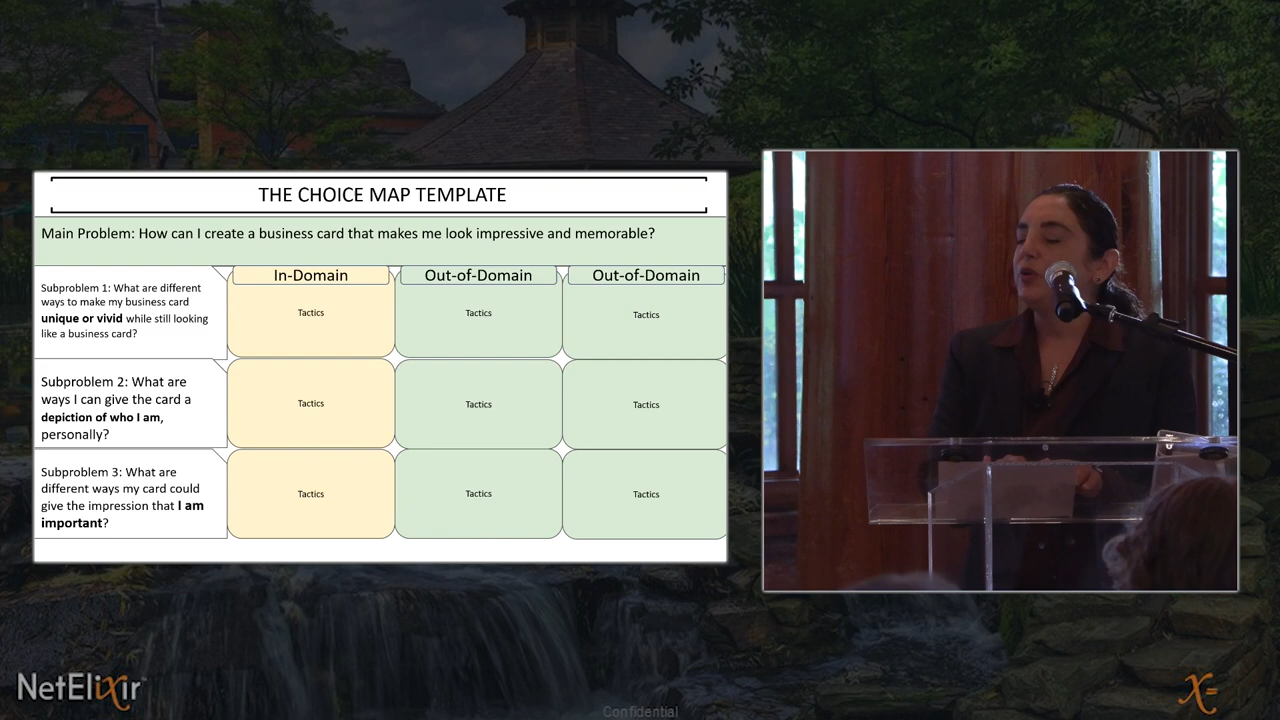 THE CHOICE MAP TEMPLATE
Main Problem: How can I create a business card that makes me look impressive and memorable?
In-Domain
Out-of-Domain
Out-of-Domain
Subproblem 1: What are different
ways to make my business card
unique or vivid while still looking
like a business card?
Tactics
Tactics
Tactics
Subproblem 2: What are
ways I can give the card a
depiction of who I am,
personally?
Tactics
Tactics
Tactics
Subproblem 3: What are
different ways my card could
give the impression that I am
important?
Tactics
Tactics
Tactics
NetElixir
Confidential
X=